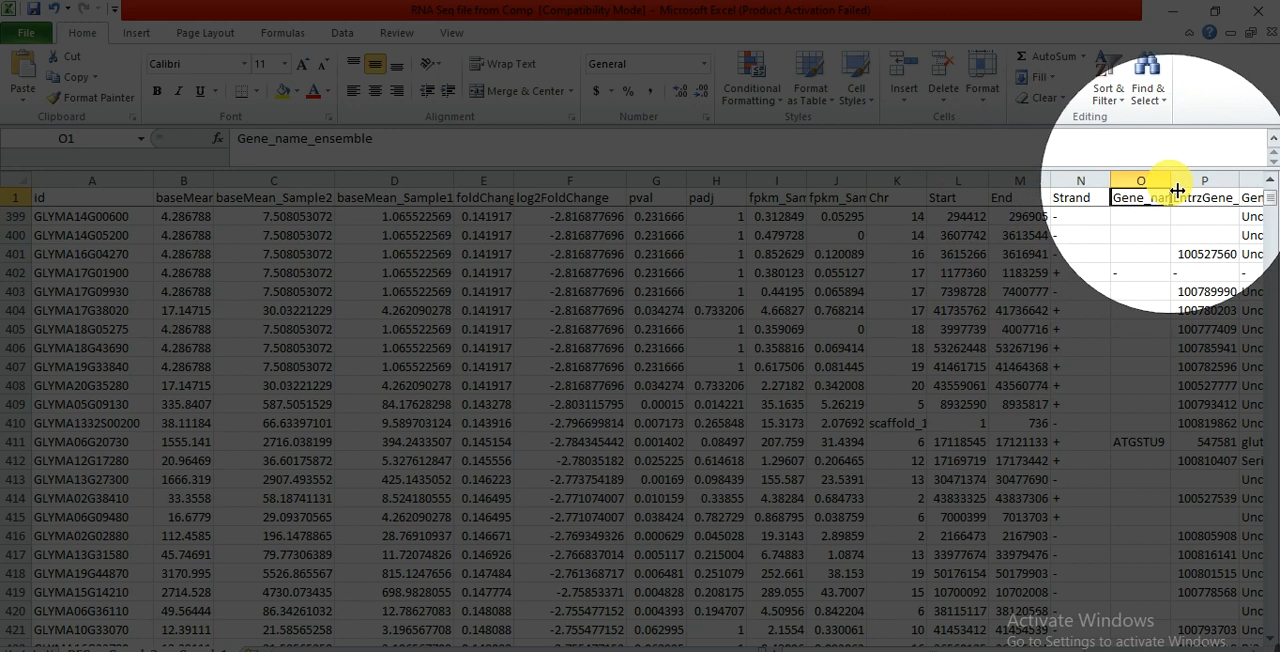 RNA Seq file from Comp [Compatibility Mode] – Microsoft Excel (Product Activation Failed)
File Home Insert Page Layout Formulas Data Review View
Paste Cut Copy Format Painter Clipboard
Calibri 11 B I U A Font
Wrap Text Merge & Center Alignment
General $ % , Number
Conditional Formatting Format as Table Cell Styles Styles
Insert Delete Format Cells
Σ AutoSum Fill Clear Sort & Filter Find & Select Editing
O1 fx Gene_name_ensemble
A B C D E F G H I J K L M N O P
1 id baseMean baseMean_Sample2 baseMean_Sample1 foldChang log2FoldChange pval padj fpkm_Sam fpkm_Sam Chr Start End Strand Gene_nam EntrzGene_ Gen
399 GLYMA14G00600 4.286788 7.508053072 1.065522569 0.141917 -2.816877696 0.231666 1 0.312849 0.05295 14 294412 296905 - Unc
400 GLYMA14G05200 4.286788 7.508053072 1.065522569 0.141917 -2.816877696 0.231666 1 0.479728 0 14 3607742 3613544 - Unc
401 GLYMA16G04270 4.286788 7.508053072 1.065522569 0.141917 -2.816877696 0.231666 1 0.852629 0.120089 16 3615266 3616941 - 100527560 Unc
402 GLYMA17G01900 4.286788 7.508053072 1.065522569 0.141917 -2.816877696 0.231666 1 0.380123 0.055127 17 1177360 1183259 + - - -
403 GLYMA17G09930 4.286788 7.508053072 1.065522569 0.141917 -2.816877696 0.231666 1 0.44195 0.065894 17 7398728 7400777 - 100789990 Unc
404 GLYMA17G38020 17.14715 30.03221229 4.262090278 0.141917 -2.816877696 0.034274 0.733206 4.66827 0.768214 17 41735762 41736642 + 100780203 Unc
405 GLYMA18G05275 4.286788 7.508053072 1.065522569 0.141917 -2.816877696 0.231666 1 0.359069 0 18 3997739 4007716 + 100777409 Unc
406 GLYMA18G43690 4.286788 7.508053072 1.065522569 0.141917 -2.816877696 0.231666 1 0.358816 0.069414 18 53262448 53267196 + 100785941 Unc
407 GLYMA19G33840 4.286788 7.508053072 1.065522569 0.141917 -2.816877696 0.231666 1 0.617506 0.081445 19 41461715 41464368 + 100782596 Unc
408 GLYMA20G35280 17.14715 30.03221229 4.262090278 0.141917 -2.816877696 0.034274 0.733206 2.27182 0.342008 20 43559061 43560774 + 100527777 Unc
409 GLYMA05G09130 335.8407 587.5051529 84.17628298 0.143278 -2.803115795 0.00015 0.014221 35.1635 5.26219 5 8932590 8935817 + 100793412 Unc
410 GLYMA1332S00200 38.11184 66.63397101 9.589703124 0.143916 -2.796699814 0.007173 0.265848 15.3173 2.07692 scaffold_1 1 736 - 100819862 Unc
411 GLYMA06G20730 1555.141 2716.038199 394.2433507 0.145154 -2.784345442 0.001402 0.08497 207.759 31.4394 6 17118545 17121133 + ATGSTU9 547581 glut
412 GLYMA12G17280 20.96469 36.60175872 5.327612847 0.145556 -2.78035182 0.025225 0.614618 1.29607 0.206465 12 17169719 17173442 + 100810407 Seri
413 GLYMA13G27300 1666.319 2907.493552 425.1435052 0.146223 -2.773754809 0.00169 0.098439 155.587 23.5391 13 30471374 30477690 - Unc
414 GLYMA02G38410 33.3558 58.18741131 8.524180555 0.146495 -2.771074007 0.010159 0.33855 4.38284 0.684733 2 43833325 43837306 + 100527539 Unc
415 GLYMA06G09480 16.6779 29.09370565 4.262090278 0.146495 -2.771074007 0.038424 0.782729 0.868795 0.038759 6 7000399 7013703 + Unc
416 GLYMA02G02880 112.4585 196.1478865 28.76910937 0.146671 -2.769349326 0.000629 0.045028 19.3143 2.89859 2 2166473 2167903 - 100805908 Unc
417 GLYMA13G31580 45.74691 79.77306389 11.72074826 0.146926 -2.766837014 0.005117 0.215004 6.74883 1.0874 13 33977674 33979476 - 100816141 Unc
418 GLYMA19G44870 3170.995 5526.865567 815.1247656 0.147484 -2.761368717 0.006481 0.251079 252.661 38.153 19 50176154 50179903 - 100801515 Unc
419 GLYMA15G14210 2714.528 4730.073435 698.9828055 0.147774 -2.75853371 0.004828 0.208175 289.055 43.7007 15 10700092 10702008 - 100778568 Unc
420 GLYMA06G36110 49.56444 86.34261032 12.78627083 0.148088 -2.755477152 0.004393 0.194707 4.50956 0.842204 6 38115117 38120568 - Unc
421 GLYMA10G33070 12.39111 21.58565258 3.196567708 0.148088 -2.755477152 0.062995 1 2.1554 0.330061 10 41453412 41454539 - 100793703 Unc
Activate Windows
Go to Settings to activate Windows.